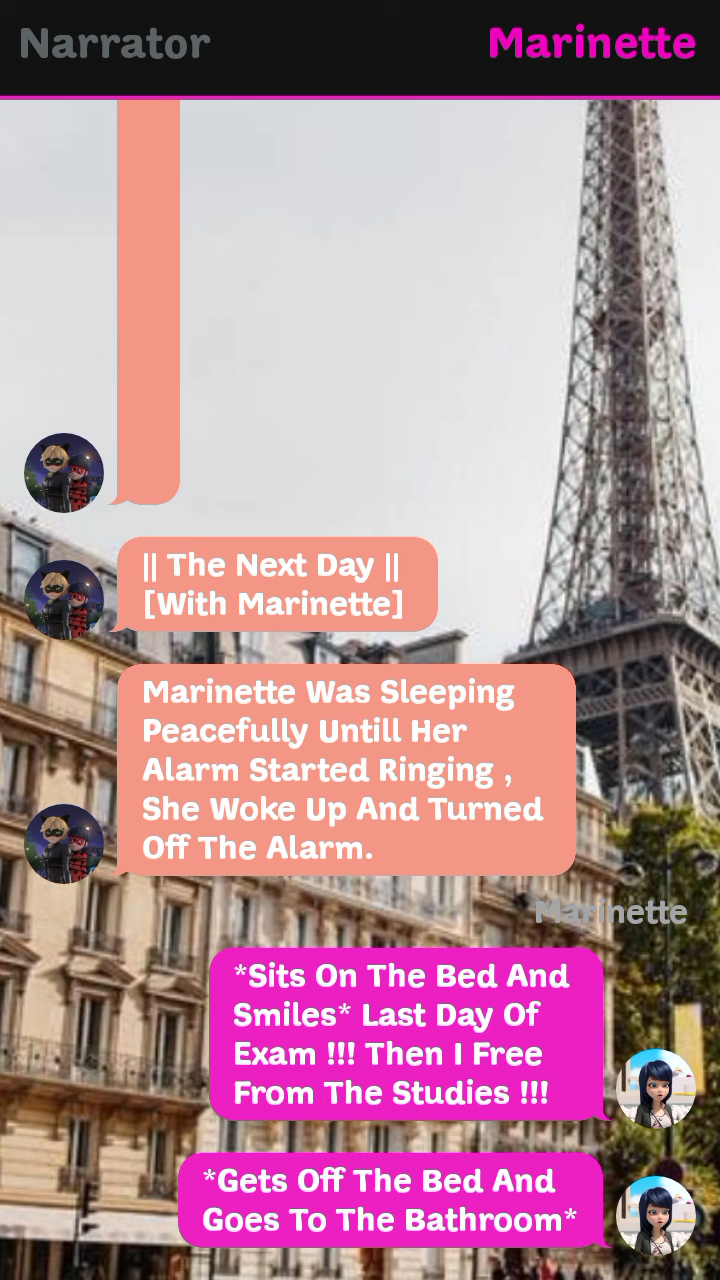 Narrator
Marinette
|| The Next Day ||
[With Marinette]
Marinette Was Sleeping
Peacefully Untill Her
Alarm Started Ringing ,
She Woke Up And Turned
Off The Alarm.
Marinette
*Sits On The Bed And
Smiles* Last Day Of
Exam !!! Then I Free
From The Studies !!!
*Gets Off The Bed And
Goes To The Bathroom*